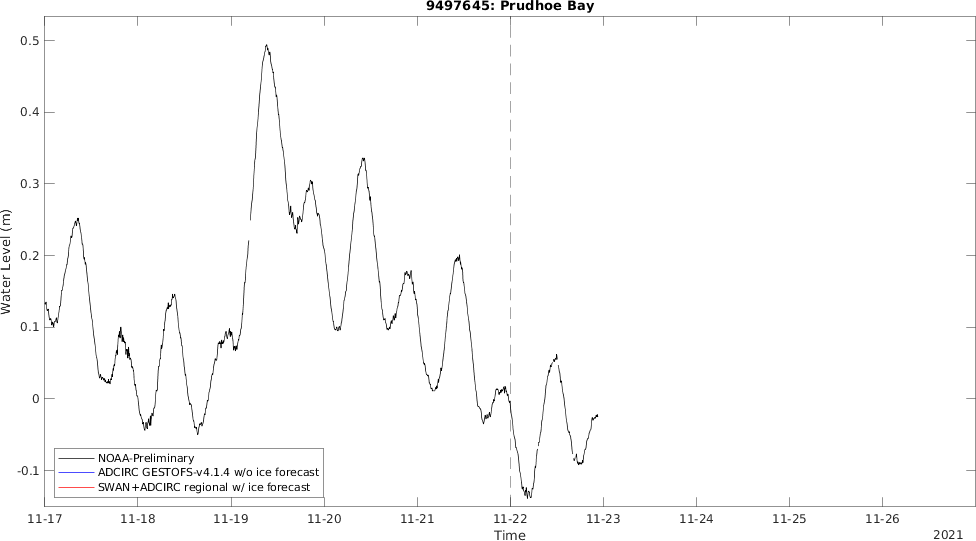 9497645: Prudhoe Bay
0.5
0.4
0.3
0.2
0.1
0
-0.1
Water Level (m)
NOAA-Preliminary
ADCIRC GESTOFS-v4.1.4 w/o ice forecast
SWAN+ADCIRC regional w/ ice forecast
11-17 11-18 11-19 11-20 11-21 11-22 11-23 11-24 11-25 11-26
Time
2021